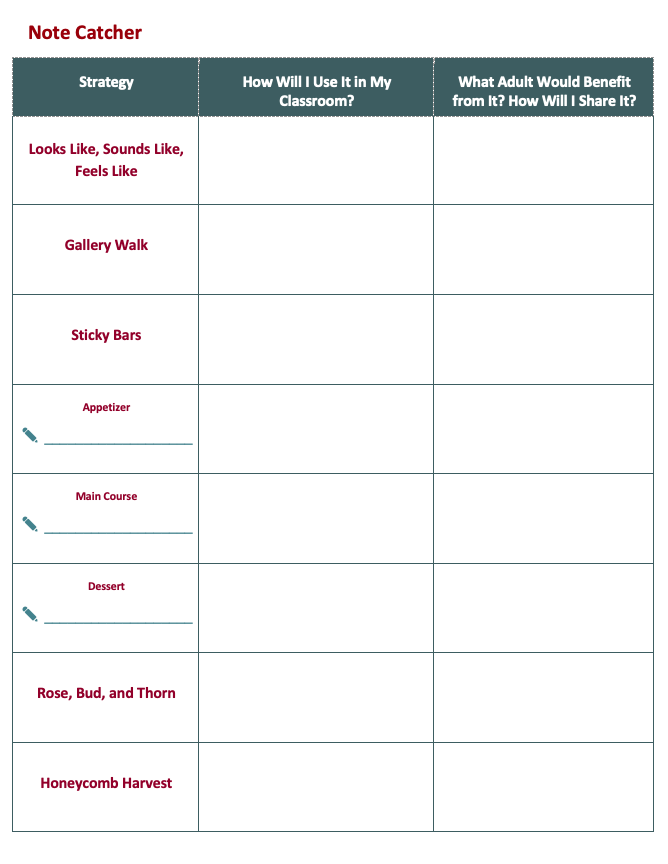 Note Catcher
Strategy
How Will I Use It in My
Classroom?
What Adult Would Benefit
from It? How Will I Share It?
Looks Like, Sounds Like,
Feels Like
Gallery Walk
Sticky Bars
Appetizer
Main Course
Dessert
Rose, Bud, and Thorn
Honeycomb Harvest